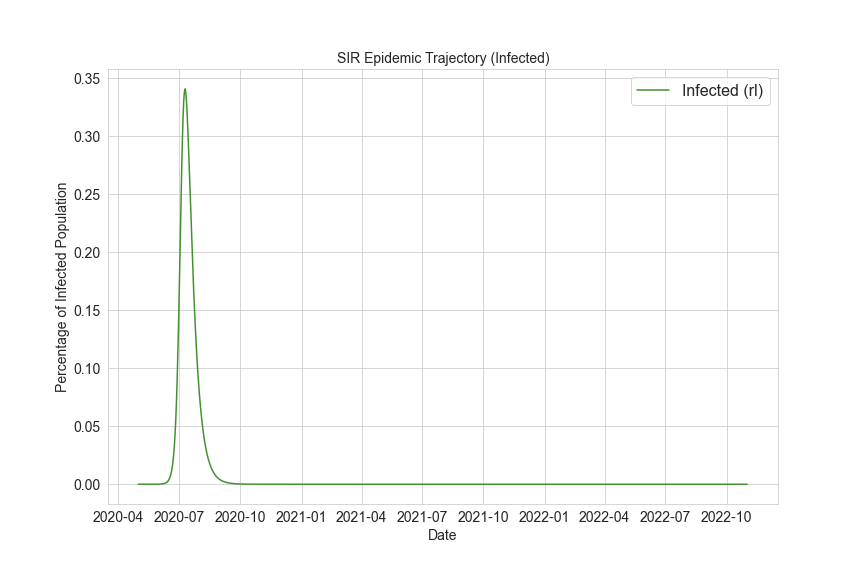 SIR Epidemic Trajectory (Infected)
Infected (rI)
Percentage of Infected Population
0.35
0.30
0.25
0.20
0.15
0.10
0.05
0.00
2020-04 2020-07 2020-10 2021-01 2021-04 2021-07 2021-10 2022-01 2022-04 2022-07 2022-10
Date